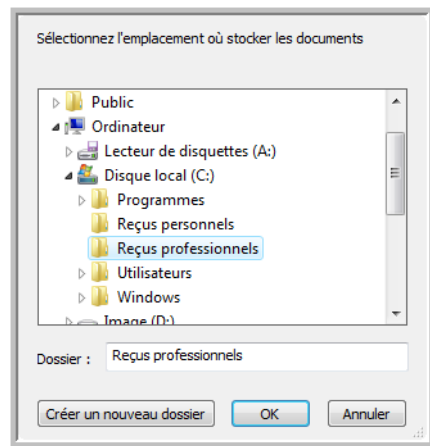 Sélectionnez l'emplacement où stocker les documents
Public
Ordinateur
Lecteur de disquettes (A:)
Disque local (C:)
Programmes
Reçus personnels
Reçus professionnels
Utilisateurs
Windows
Image (D:)
Dossier : Reçus professionnels
Créer un nouveau dossier OK Annuler